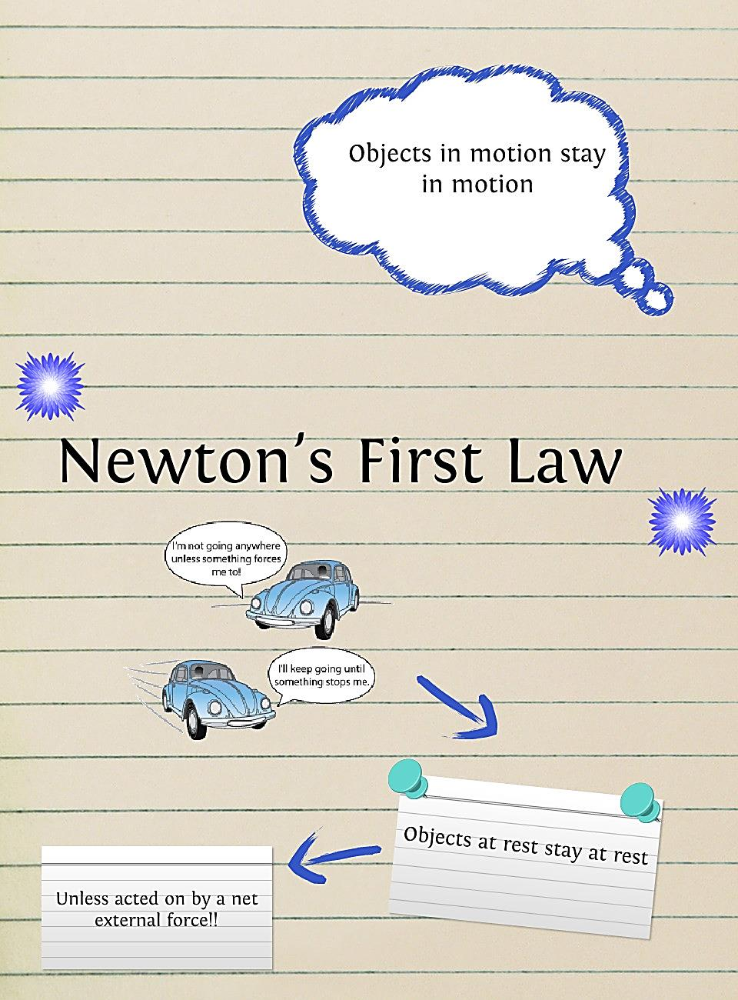 Objects in motion stay
in motion
Newton's First Law
I'm not going anywhere
unless something forces
me to!
I'll keep going until
something stops me.
Objects at rest stay at rest
Unless acted on by a net
external force!!